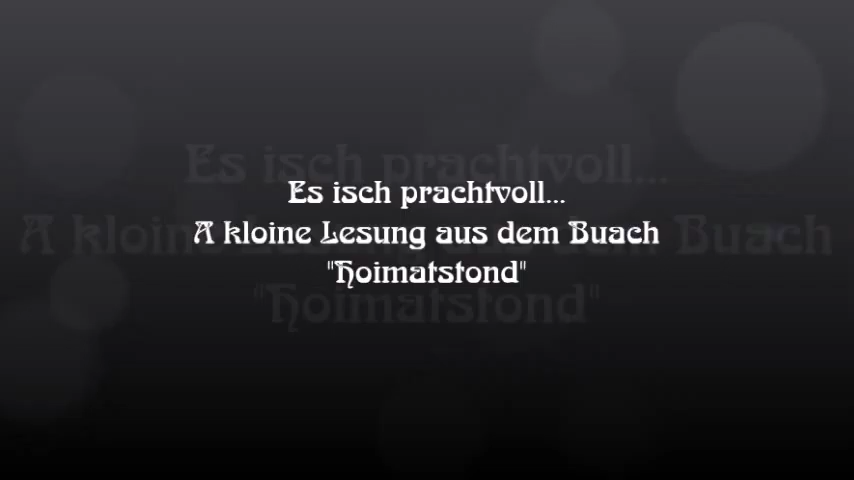 Es isch prachtvoll...
A kloine Lesung aus dem Buach
"Hoimatstond"